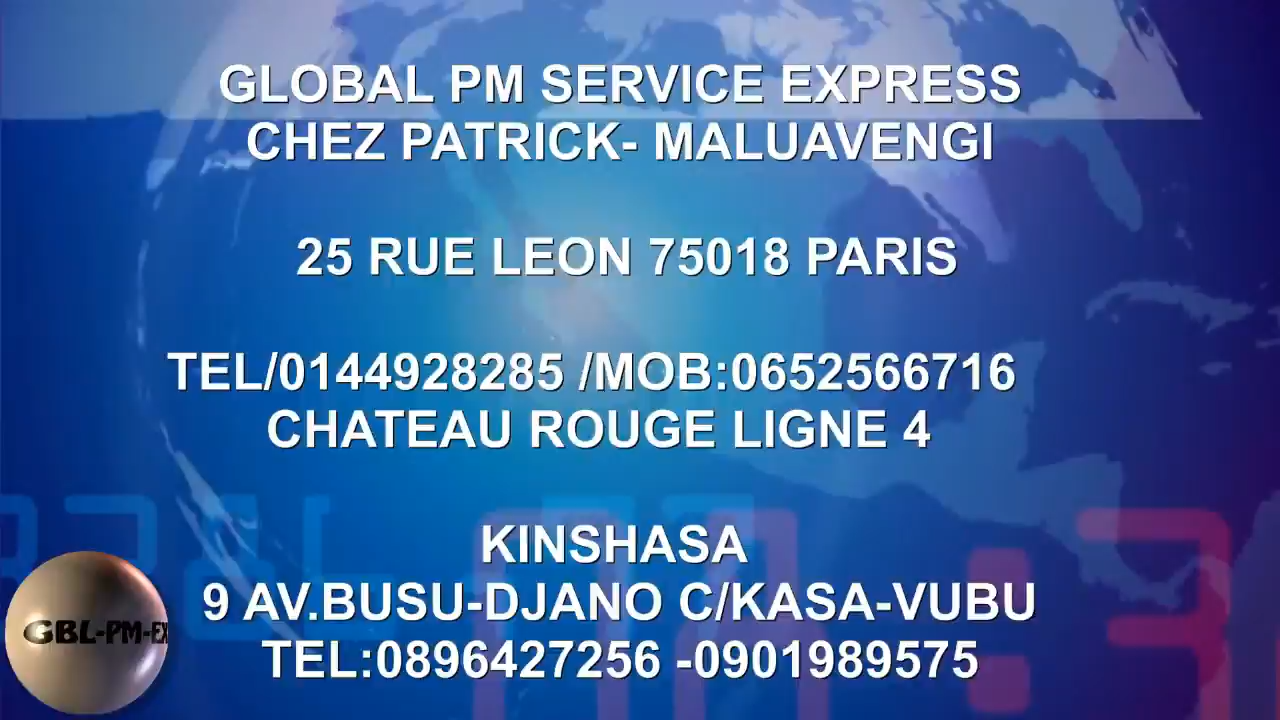 GLOBAL PM SERVICE EXPRESS
CHEZ PATRICK- MALUAVENGI
25 RUE LEON 75018 PARIS
TEL/0144928285 /MOB:0652566716
CHATEAU ROUGE LIGNE 4
KINSHASA
9 AV.BUSU-DJANO C/KASA-VUBU
TEL:0896427256 -0901989575
GBL-PM-EX